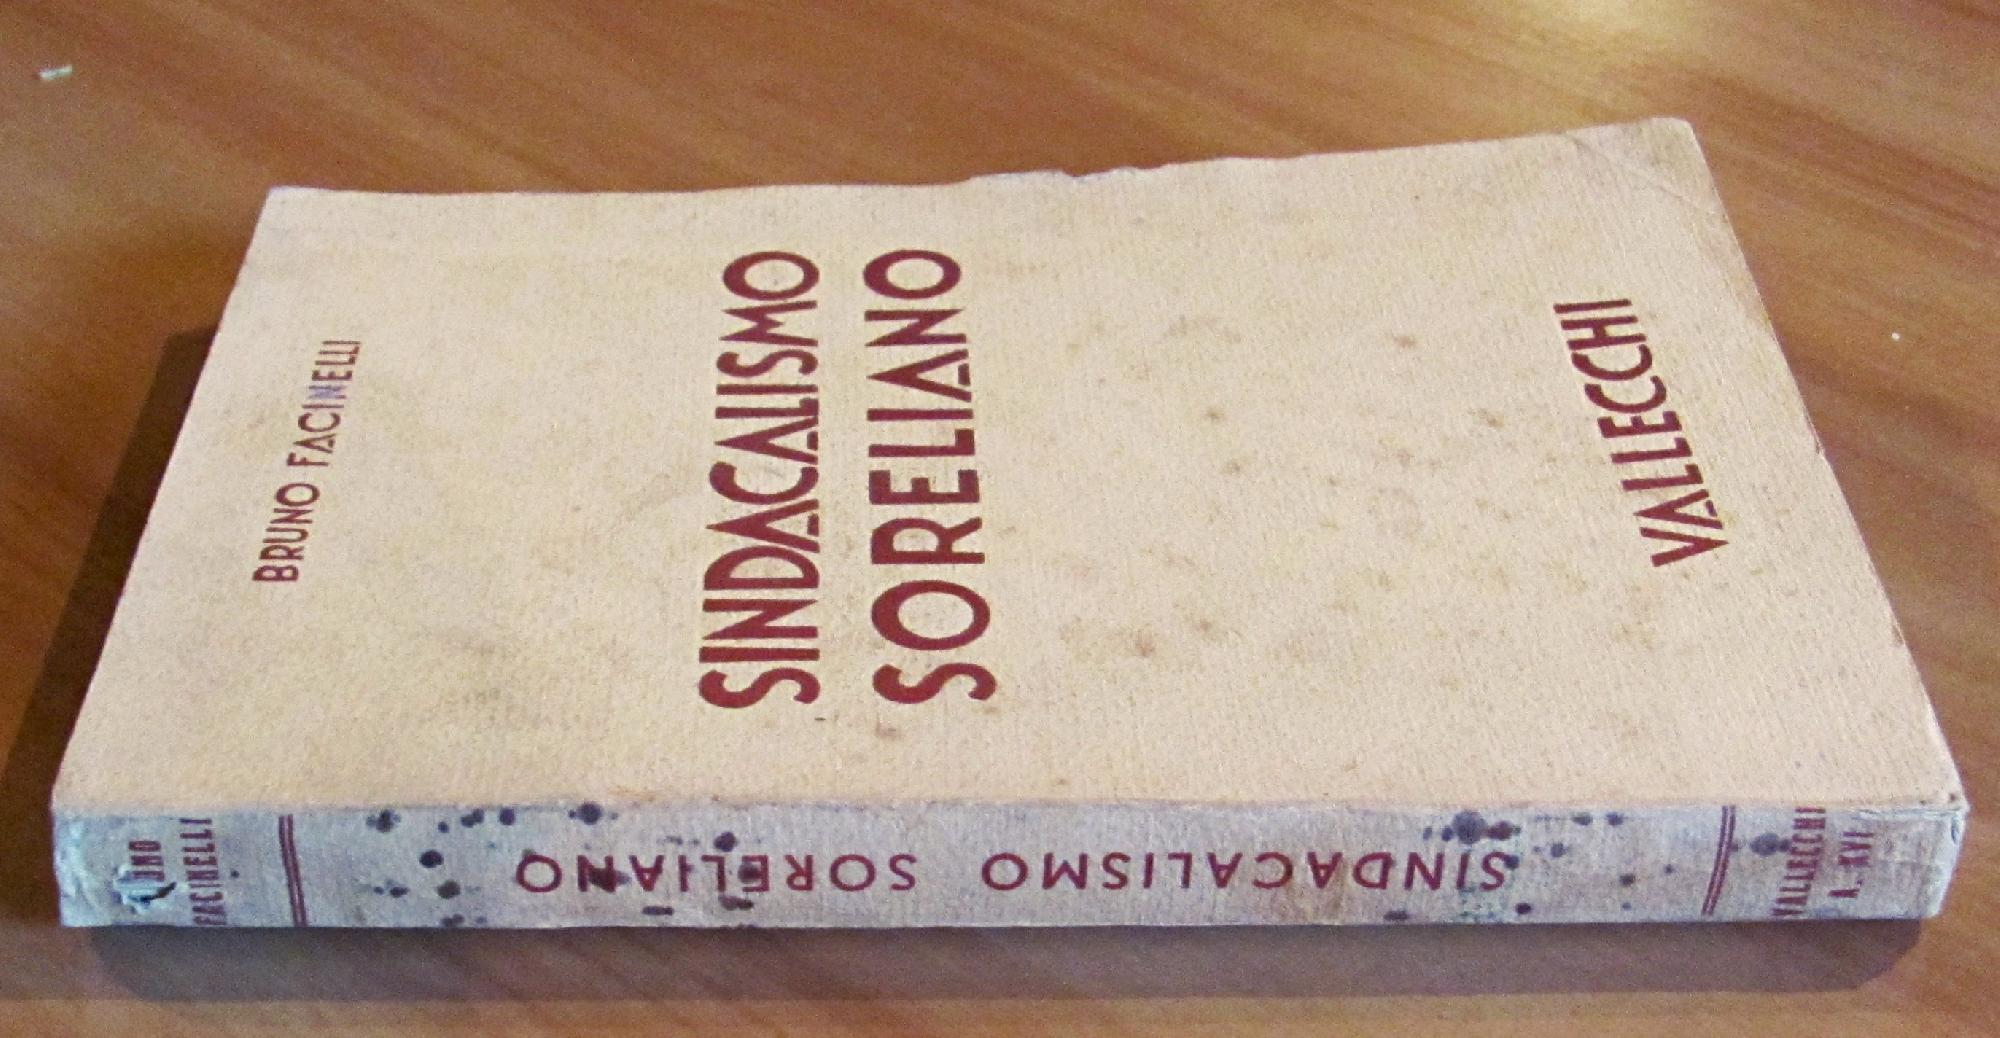 BRUNO FACINELLI
SINDACALISMO
SORELIANO
VALLECCHI
FACINELLI
SINDACALISMO SORELIANO
VALLECCHI
A. XVI